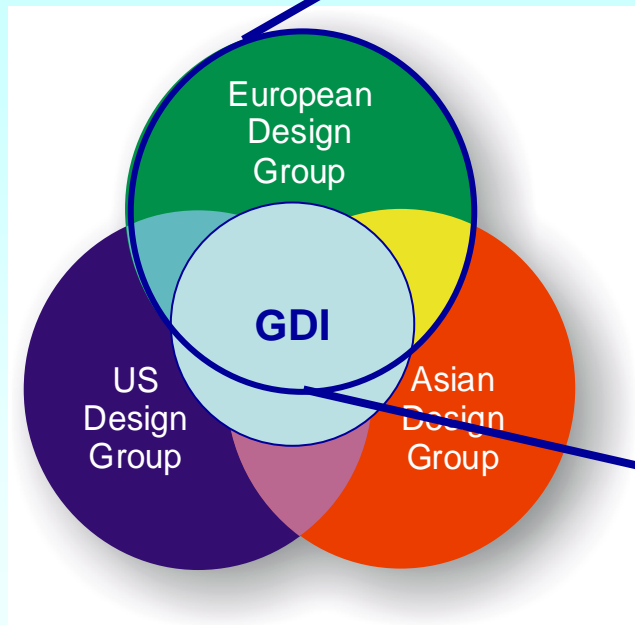 European
Design
Group
GDI
US
Design
Group
Asian
Design
Group